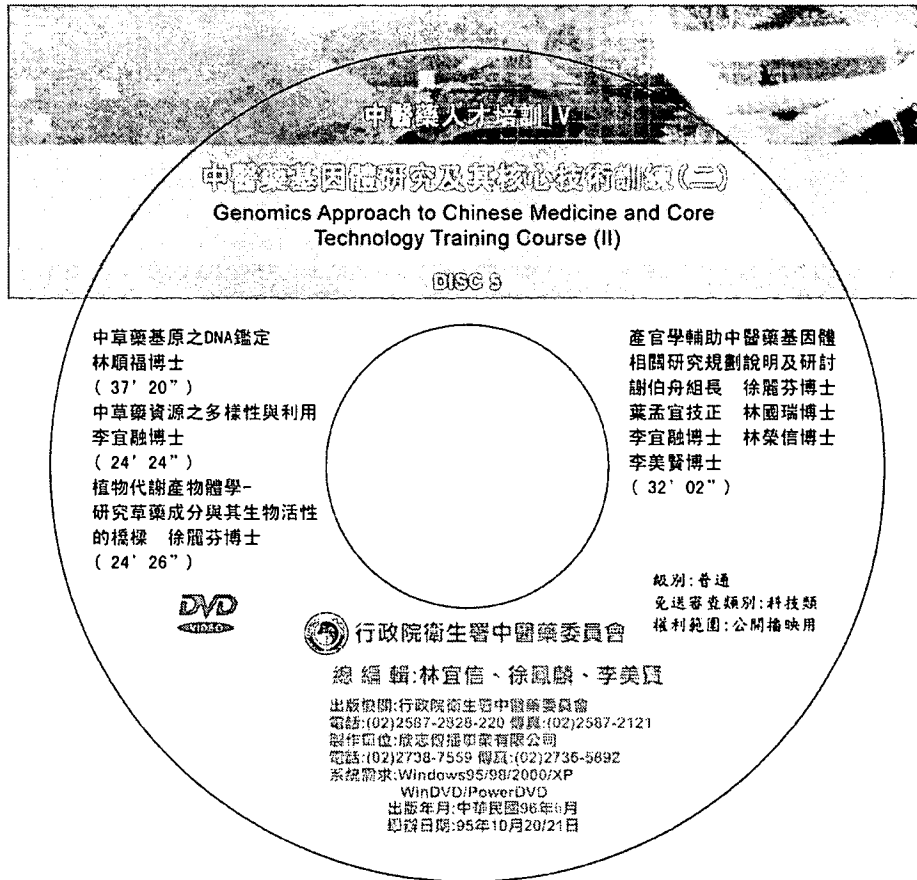 中醫藥人才培訓IV
中醫藥基因體研究及其核心技術訓練(二)
Genomics Approach to Chinese Medicine and Core
Technology Training Course (II)
DISC 5
中草藥基原之DNA鑑定
林順福博士
( 37' 20" )
中草藥資源之多樣性與利用
李宜融博士
( 24' 24" )
植物代謝產物體學-
研究草藥成分與其生物活性
的橋樑 徐麗芬博士
( 24' 26" )
產官學輔助中醫藥基因體
相關研究規劃說明及研討
謝伯舟組長 徐麗芬博士
葉孟宜技正 林國瑞博士
李宜融博士 林榮信博士
李美賢博士
( 32' 02" )
級別:普通
免送審查類別:科技類
權利範圍:公開播映用
DVD
VIDEO
行政院衛生署中醫藥委員會
總編輯:林宜信、徐鳳麟、李美賢
出版機關:行政院衛生署中醫藥委員會
電話:(02)2587-2828-220 傳真:(02)2587-2121
製作單位:欣志傳播事業有限公司
電話:(02)2738-7559 傳真:(02)2736-5692
系統需求:Windows95/98/2000/XP
WinDVD/PowerDVD
出版年月:中華民國96年 月
舉辦日期:95年10月20/21日